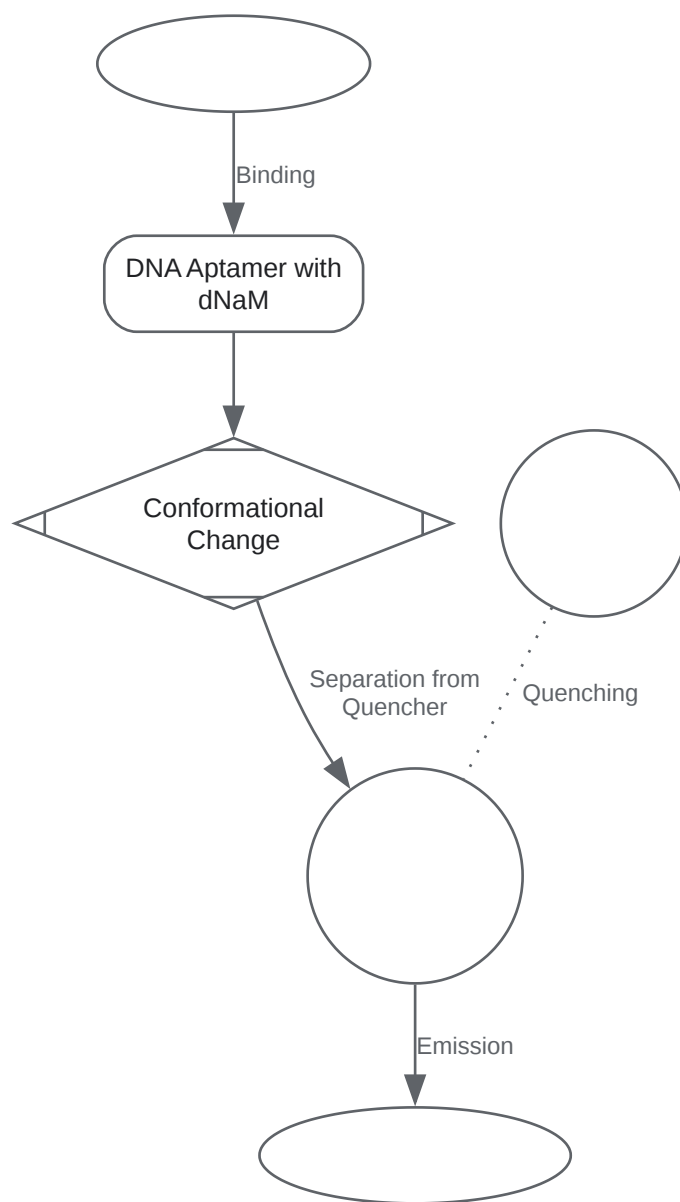 Binding
DNA Aptamer with
dNaM
Conformational
Change
Separation from
Quencher
Quenching
Emission